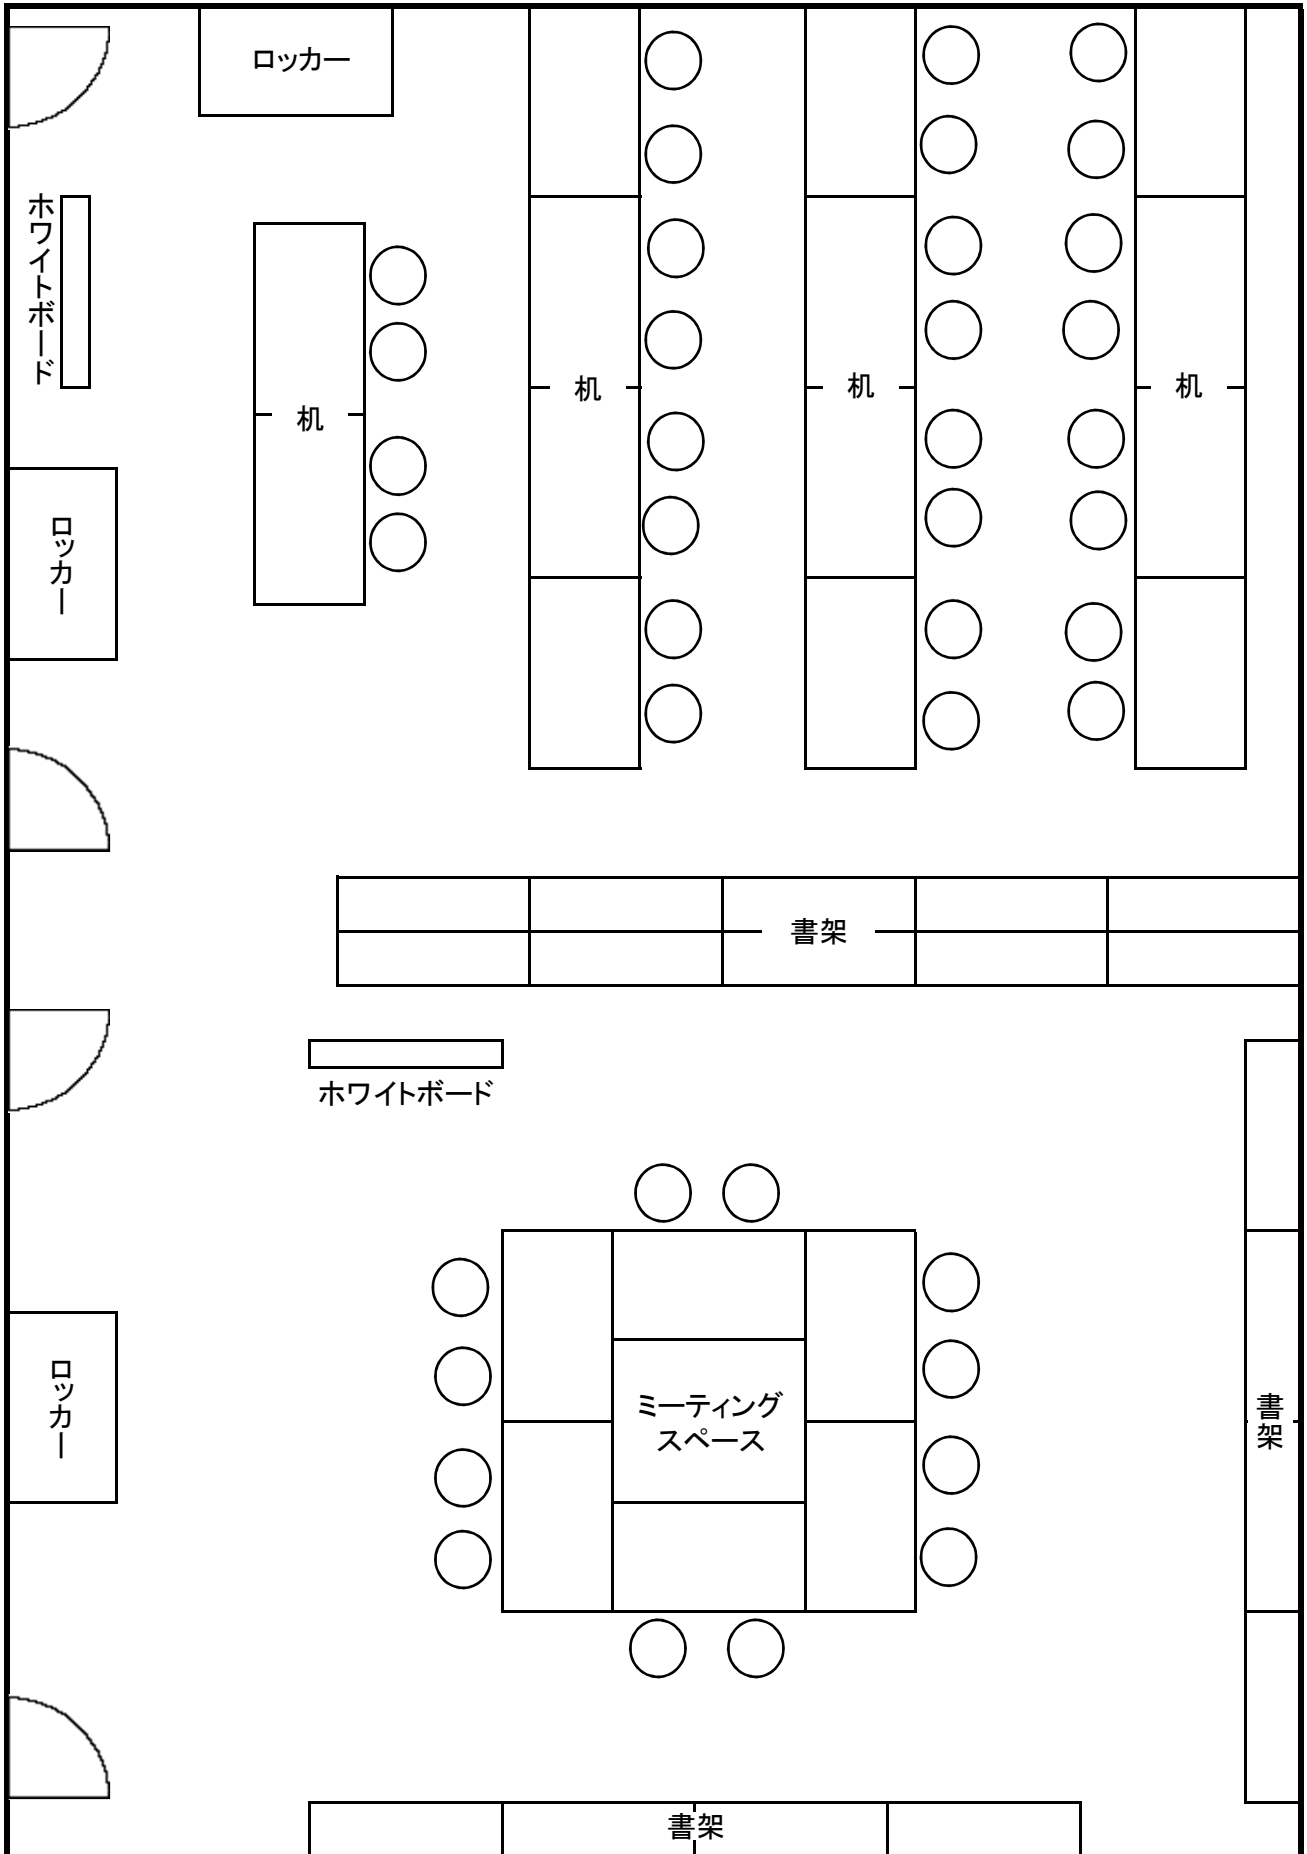 ロッカー
ホワイトボード
机
机
机
机
ロッカー
書架
ホワイトボード
ロッカー
ミーティング
スペース
書架
書架